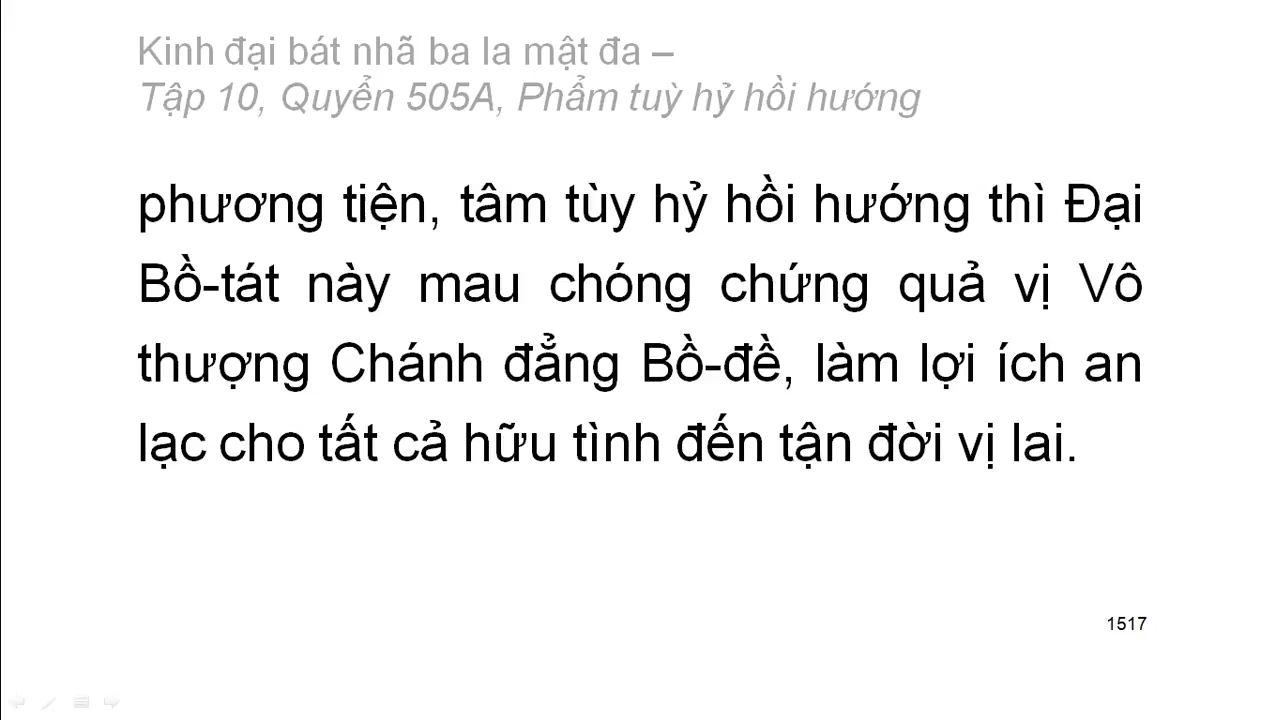 Kinh đại bát nhã ba la mật đa –
Tập 10, Quyển 505A, Phẩm tuỳ hỷ hồi hướng
phương tiện, tâm tùy hỷ hồi hướng thì Đại
Bồ-tát này mau chóng chứng quả vị Vô
thượng Chánh đẳng Bồ-đề, làm lợi ích an
lạc cho tất cả hữu tình đến tận đời vị lai.
1517